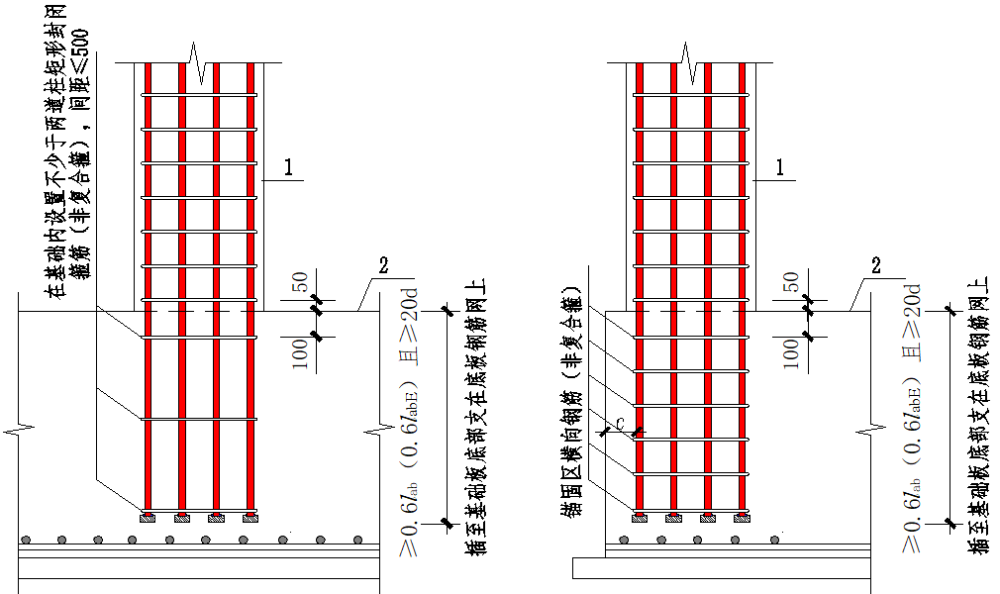 在基础内设置不少于两道柱矩形封闭
箍筋（非复合箍），间距≤500
1
2
50
100
≥0.6lab（0.6labE）且≥20d
插至基础板底部支在底板钢筋网上
锚固区横向钢筋（非复合箍）
c
1
2
50
100
≥0.6lab（0.6labE）且≥20d
插至基础板底部支在底板钢筋网上